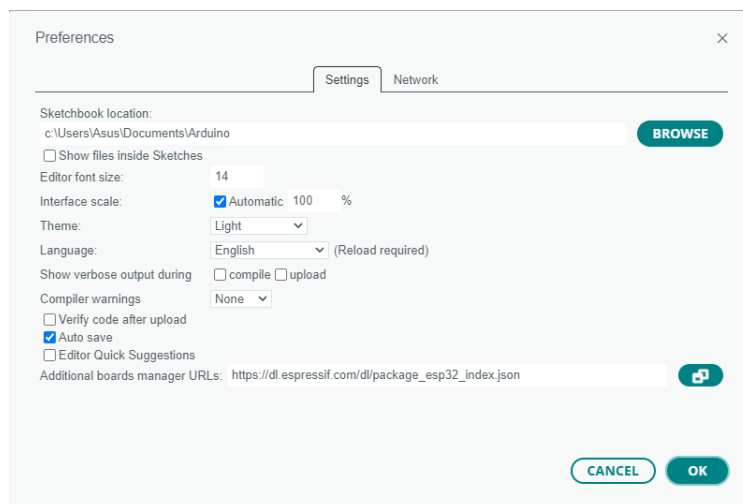 Preferences
Settings Network
Sketchbook location:
c:\Users\Asus\Documents\Arduino BROWSE
Show files inside Sketches
Editor font size: 14
Interface scale: Automatic 100 %
Theme: Light
Language: English (Reload required)
Show verbose output during compile upload
Compiler warnings None
Verify code after upload
Auto save
Editor Quick Suggestions
Additional boards manager URLs: https://dl.espressif.com/dl/package_esp32_index.json
CANCEL OK